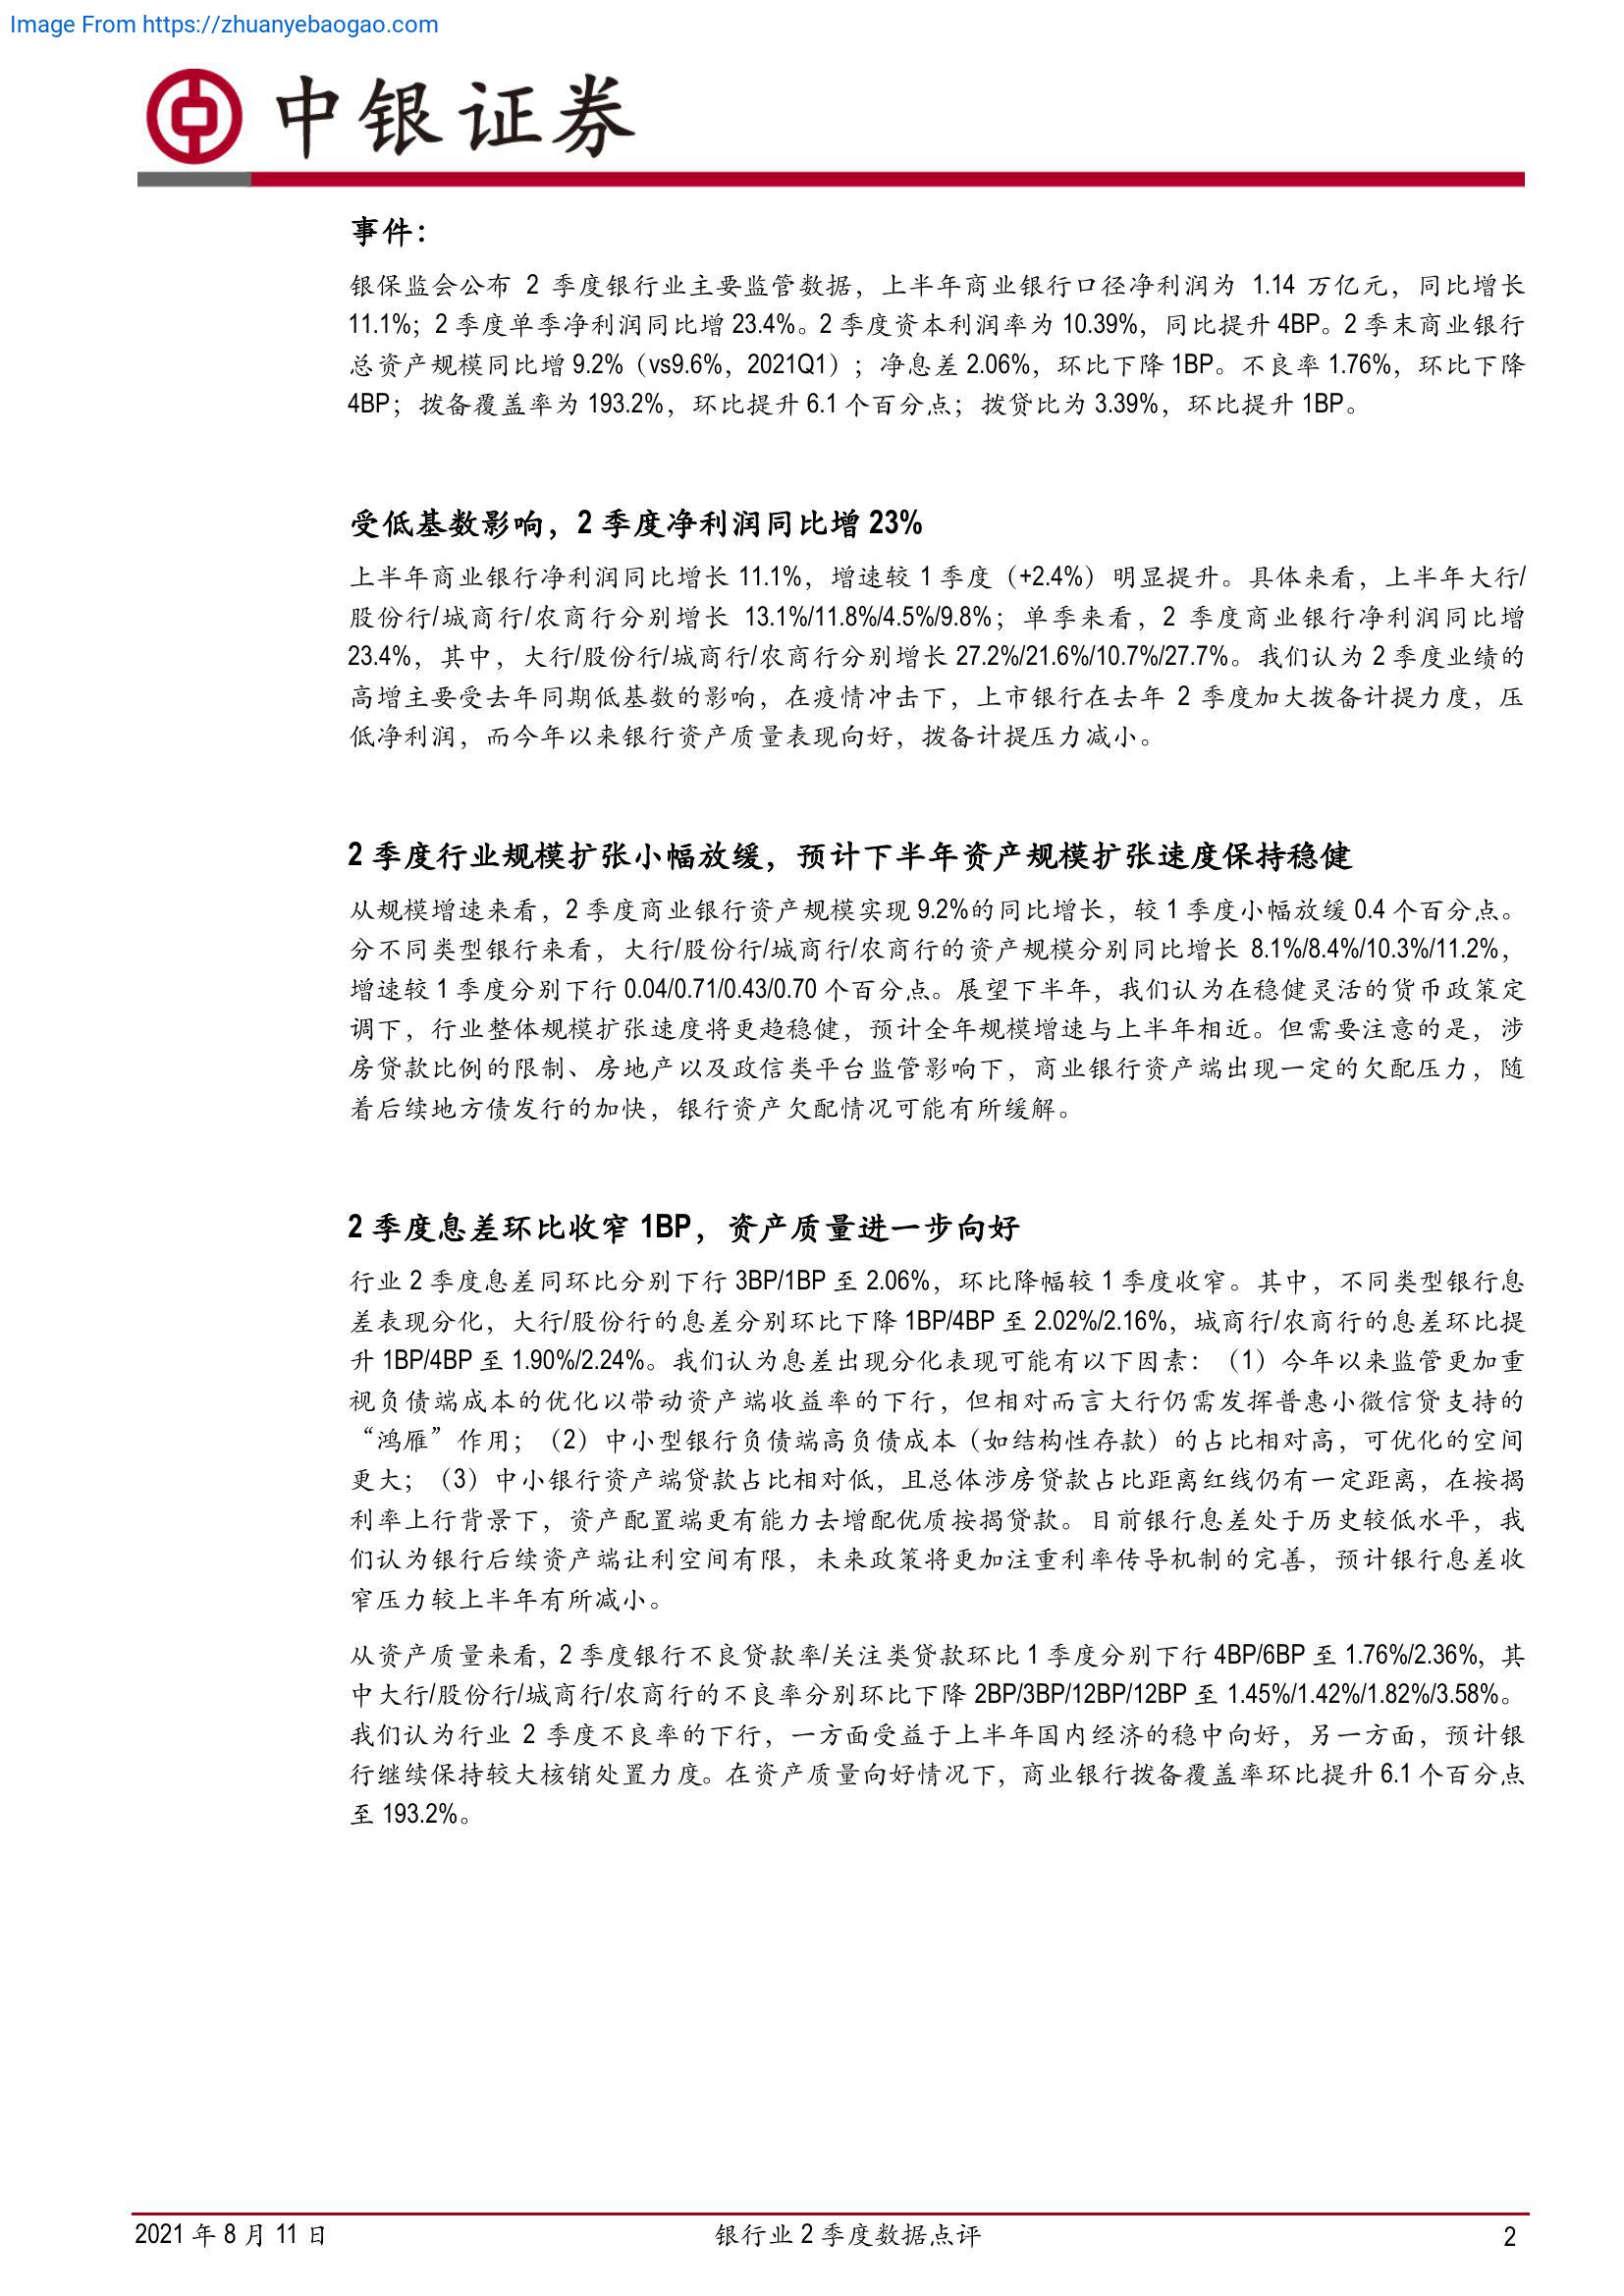 Image From https://zhuanyebaogao.com
中银证券
事件：
银保监会公布 2 季度银行业主要监管数据，上半年商业银行口径净利润为 1.14 万亿元，同比增长
11.1%；2 季度单季净利润同比增 23.4%。2 季度资本利润率为 10.39%，同比提升 4BP。2 季末商业银行
总资产规模同比增 9.2%（vs9.6%，2021Q1）；净息差 2.06%，环比下降 1BP。不良率 1.76%，环比下降
4BP；拨备覆盖率为 193.2%，环比提升 6.1 个百分点；拨贷比为 3.39%，环比提升 1BP。
受低基数影响，2 季度净利润同比增 23%
上半年商业银行净利润同比增长 11.1%，增速较 1 季度（+2.4%）明显提升。具体来看，上半年大行/
股份行/城商行/农商行分别增长 13.1%/11.8%/4.5%/9.8%；单季来看，2 季度商业银行净利润同比增
23.4%，其中，大行/股份行/城商行/农商行分别增长 27.2%/21.6%/10.7%/27.7%。我们认为 2 季度业绩的
高增主要受去年同期低基数的影响，在疫情冲击下，上市银行在去年 2 季度加大拨备计提力度，压
低净利润，而今年以来银行资产质量表现向好，拨备计提压力减小。
2 季度行业规模扩张小幅放缓，预计下半年资产规模扩张速度保持稳健
从规模增速来看，2 季度商业银行资产规模实现 9.2%的同比增长，较 1 季度小幅放缓 0.4 个百分点。
分不同类型银行来看，大行/股份行/城商行/农商行的资产规模分别同比增长 8.1%/8.4%/10.3%/11.2%，
增速较 1 季度分别下行 0.04/0.71/0.43/0.70 个百分点。展望下半年，我们认为在稳健灵活的货币政策定
调下，行业整体规模扩张速度将更趋稳健，预计全年规模增速与上半年相近。但需要注意的是，涉
房贷款比例的限制、房地产以及政信类平台监管影响下，商业银行资产端出现一定的欠配压力，随
着后续地方债发行的加快，银行资产欠配情况可能有所缓解。
2 季度息差环比收窄 1BP，资产质量进一步向好
行业 2 季度息差同环比分别下行 3BP/1BP 至 2.06%，环比降幅较 1 季度收窄。其中，不同类型银行息
差表现分化，大行/股份行的息差分别环比下降 1BP/4BP 至 2.02%/2.16%，城商行/农商行的息差环比提
升 1BP/4BP 至 1.90%/2.24%。我们认为息差出现分化表现可能有以下因素：（1）今年以来监管更加重
视负债端成本的优化以带动资产端收益率的下行，但相对而言大行仍需发挥普惠小微信贷支持的
“鸿雁”作用；（2）中小型银行负债端高负债成本（如结构性存款）的占比相对高，可优化的空间
更大；（3）中小银行资产端贷款占比相对低，且总体涉房贷款占比距离红线仍有一定距离，在按揭
利率上行背景下，资产配置端更有能力去增配优质按揭贷款。目前银行息差处于历史较低水平，我
们认为银行后续资产端让利空间有限，未来政策将更加注重利率传导机制的完善，预计银行息差收
窄压力较上半年有所减小。
从资产质量来看，2 季度银行不良贷款率/关注类贷款环比 1 季度分别下行 4BP/6BP 至 1.76%/2.36%，其
中大行/股份行/城商行/农商行的不良率分别环比下降 2BP/3BP/12BP/12BP 至 1.45%/1.42%/1.82%/3.58%。
我们认为行业 2 季度不良率的下行，一方面受益于上半年国内经济的稳中向好，另一方面，预计银
行继续保持较大核销处置力度。在资产质量向好情况下，商业银行拨备覆盖率环比提升 6.1 个百分点
至 193.2%。
2021 年 8 月 11 日 银行业 2 季度数据点评 2